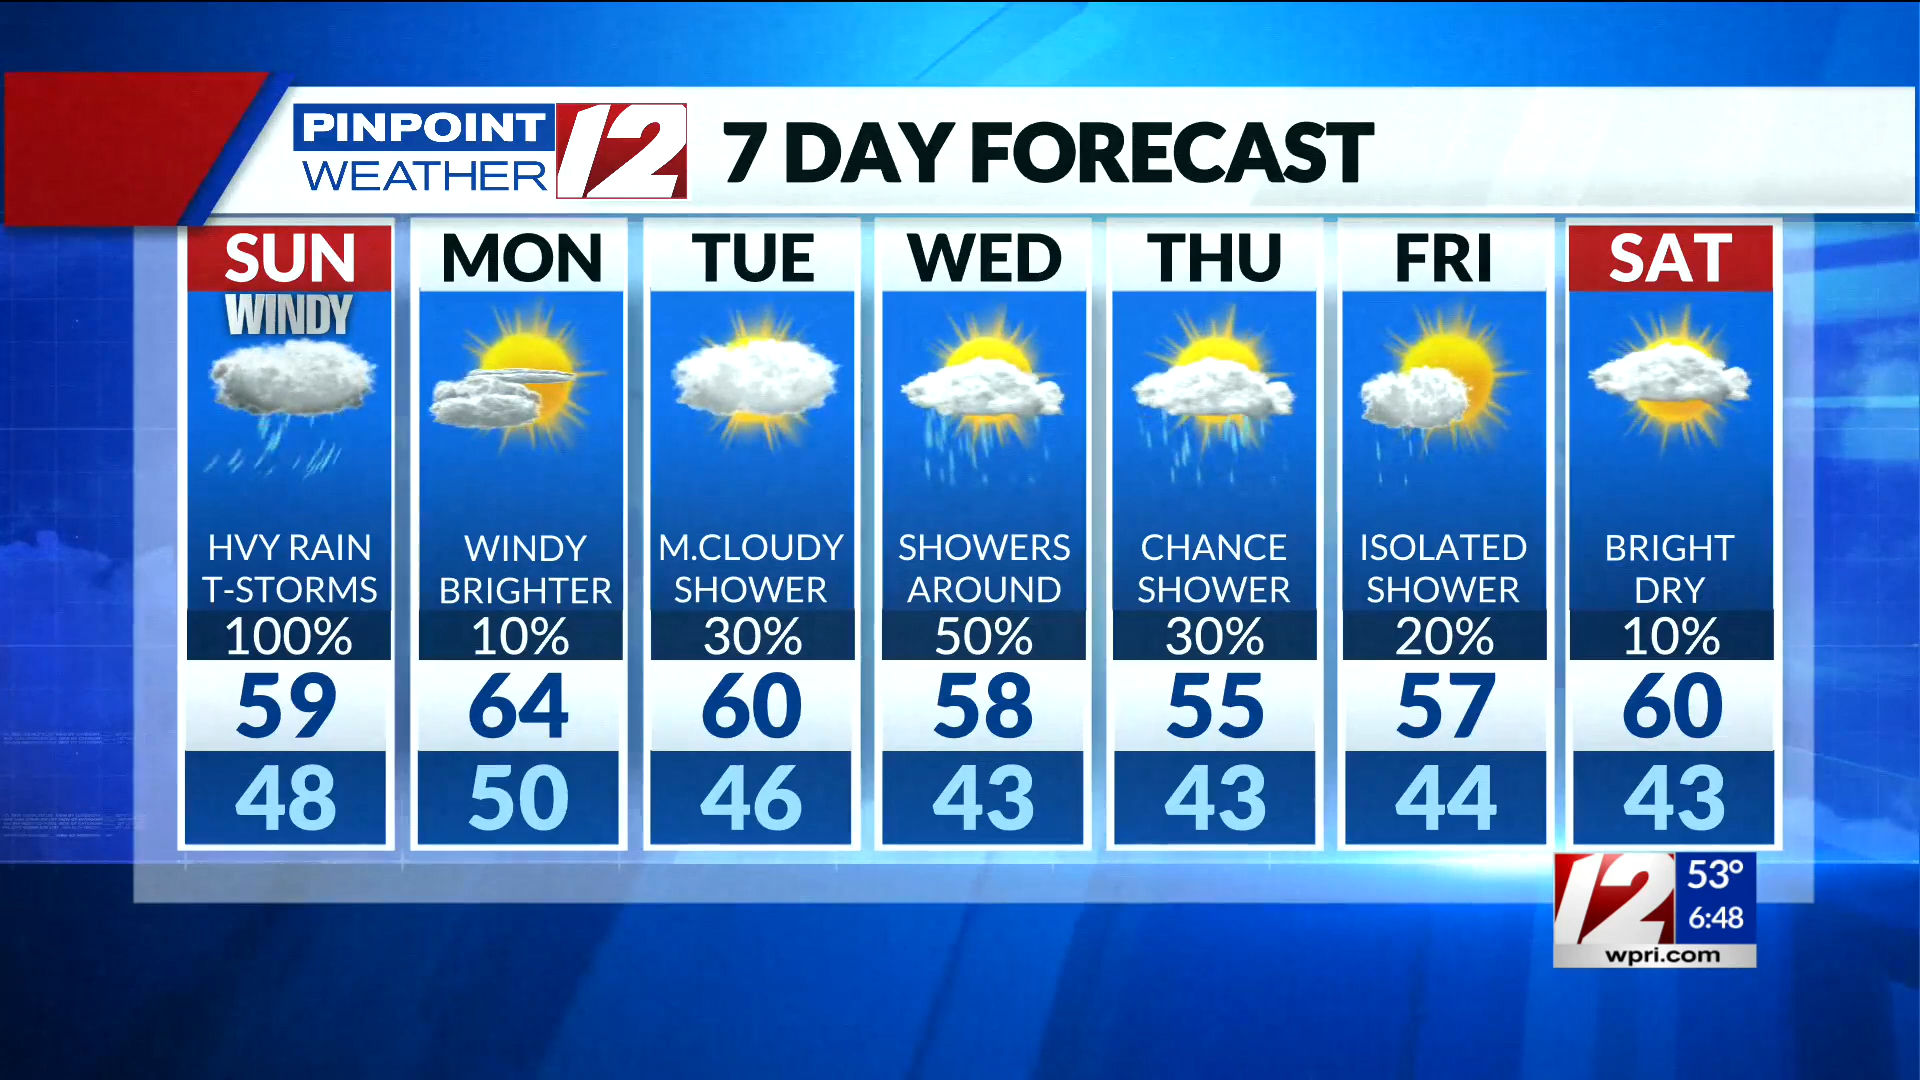 PINPOINT
WEATHER
12
7 DAY FORECAST
SUN
WINDY
HVY RAIN
T-STORMS
100%
59
48
MON
WINDY
BRIGHTER
10%
64
50
TUE
M.CLOUDY
SHOWER
30%
60
46
WED
SHOWERS
AROUND
50%
58
43
THU
CHANCE
SHOWER
30%
55
43
FRI
ISOLATED
SHOWER
20%
57
44
SAT
BRIGHT
DRY
10%
60
43
12
53°
6:48
wpri.com